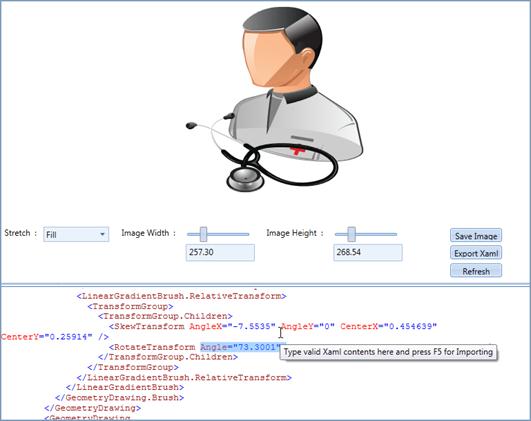 Stretch : Fill Image Width : Image Height : Save Image
257.30 268.54 Export Xaml
Refresh
<LinearGradientBrush.RelativeTransform>
<TransformGroup>
<TransformGroup.Children>
<SkewTransform AngleX="-7.5535" AngleY="0" CenterX="0.454639"
CenterY="0.25914" />
<RotateTransform Angle="73.3001"
Type valid Xaml contents here and press F5 for Importing
</TransformGroup.Children>
</TransformGroup>
</LinearGradientBrush.RelativeTransform>
</LinearGradientBrush>
</GeometryDrawing.Brush>
</GeometryDrawing>
<GeometryDrawing